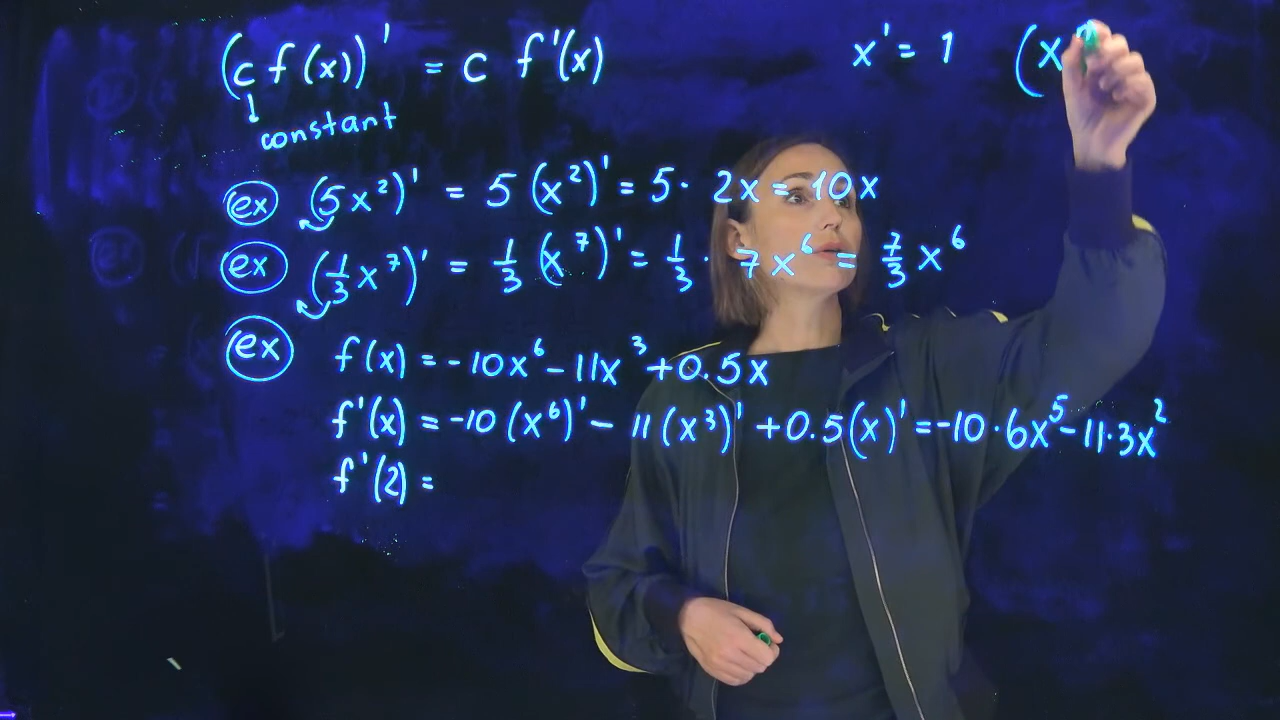 (c f(x))' = c f'(x) x' = 1 (x
constant
ex (5x²)' = 5 (x²)' = 5 · 2x = 10x
ex (1/3 x⁷)' = 1/3 (x⁷)' = 1/3 · 7x⁶ = 7/3 x⁶
ex f(x) = -10x⁶ - 11x³ + 0.5x
f'(x) = -10 (x⁶)' - 11 (x³)' + 0.5 (x)' = -10 · 6x⁵ - 11 · 3x²
f'(2) =